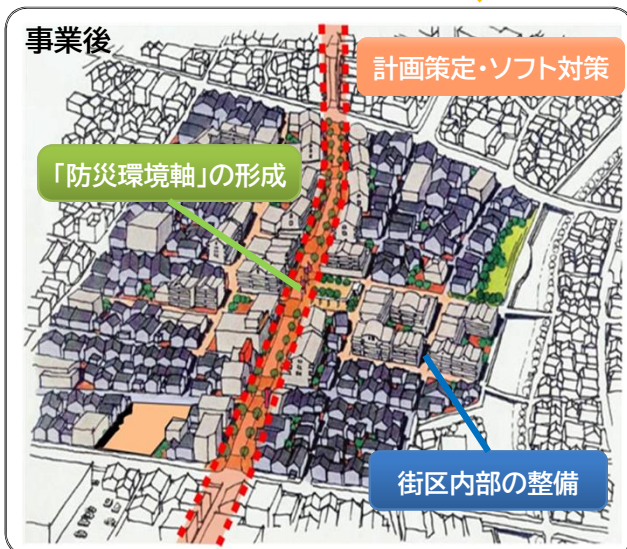 事業後
計画策定・ソフト対策
「防災環境軸」の形成
街区内部の整備